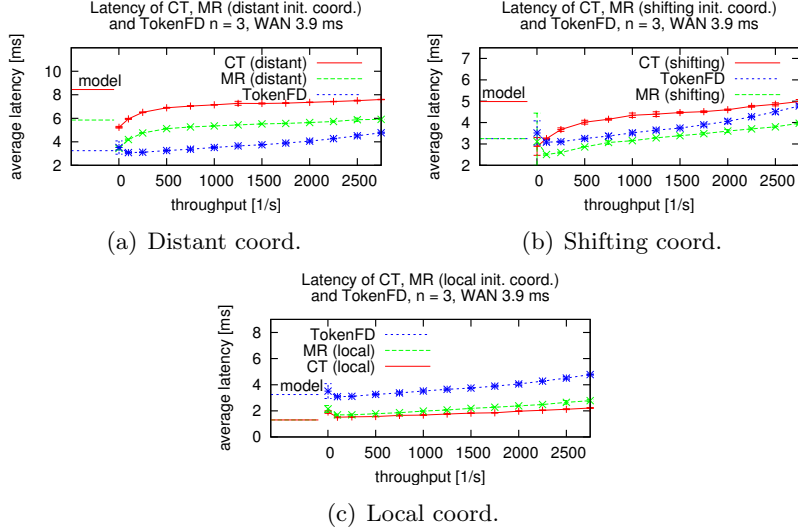 Latency of CT, MR (distant init. coord.)
and TokenFD n = 3, WAN 3.9 ms
average latency [ms]
10
8
6
4
2
model
CT (distant)
MR (distant)
TokenFD
0 500 1000 1500 2000 2500
throughput [1/s]
(a) Distant coord.
Latency of CT, MR (shifting init. coord.)
and TokenFD, n = 3, WAN 3.9 ms
average latency [ms]
7
6
5
4
3
2
model
CT (shifting)
TokenFD
MR (shifting)
0 500 1000 1500 2000 2500
throughput [1/s]
(b) Shifting coord.
Latency of CT, MR (local init. coord.)
and TokenFD, n = 3, WAN 3.9 ms
average latency [ms]
8
6
4
2
0
model
TokenFD
MR (local)
CT (local)
0 500 1000 1500 2000 2500
throughput [1/s]
(c) Local coord.